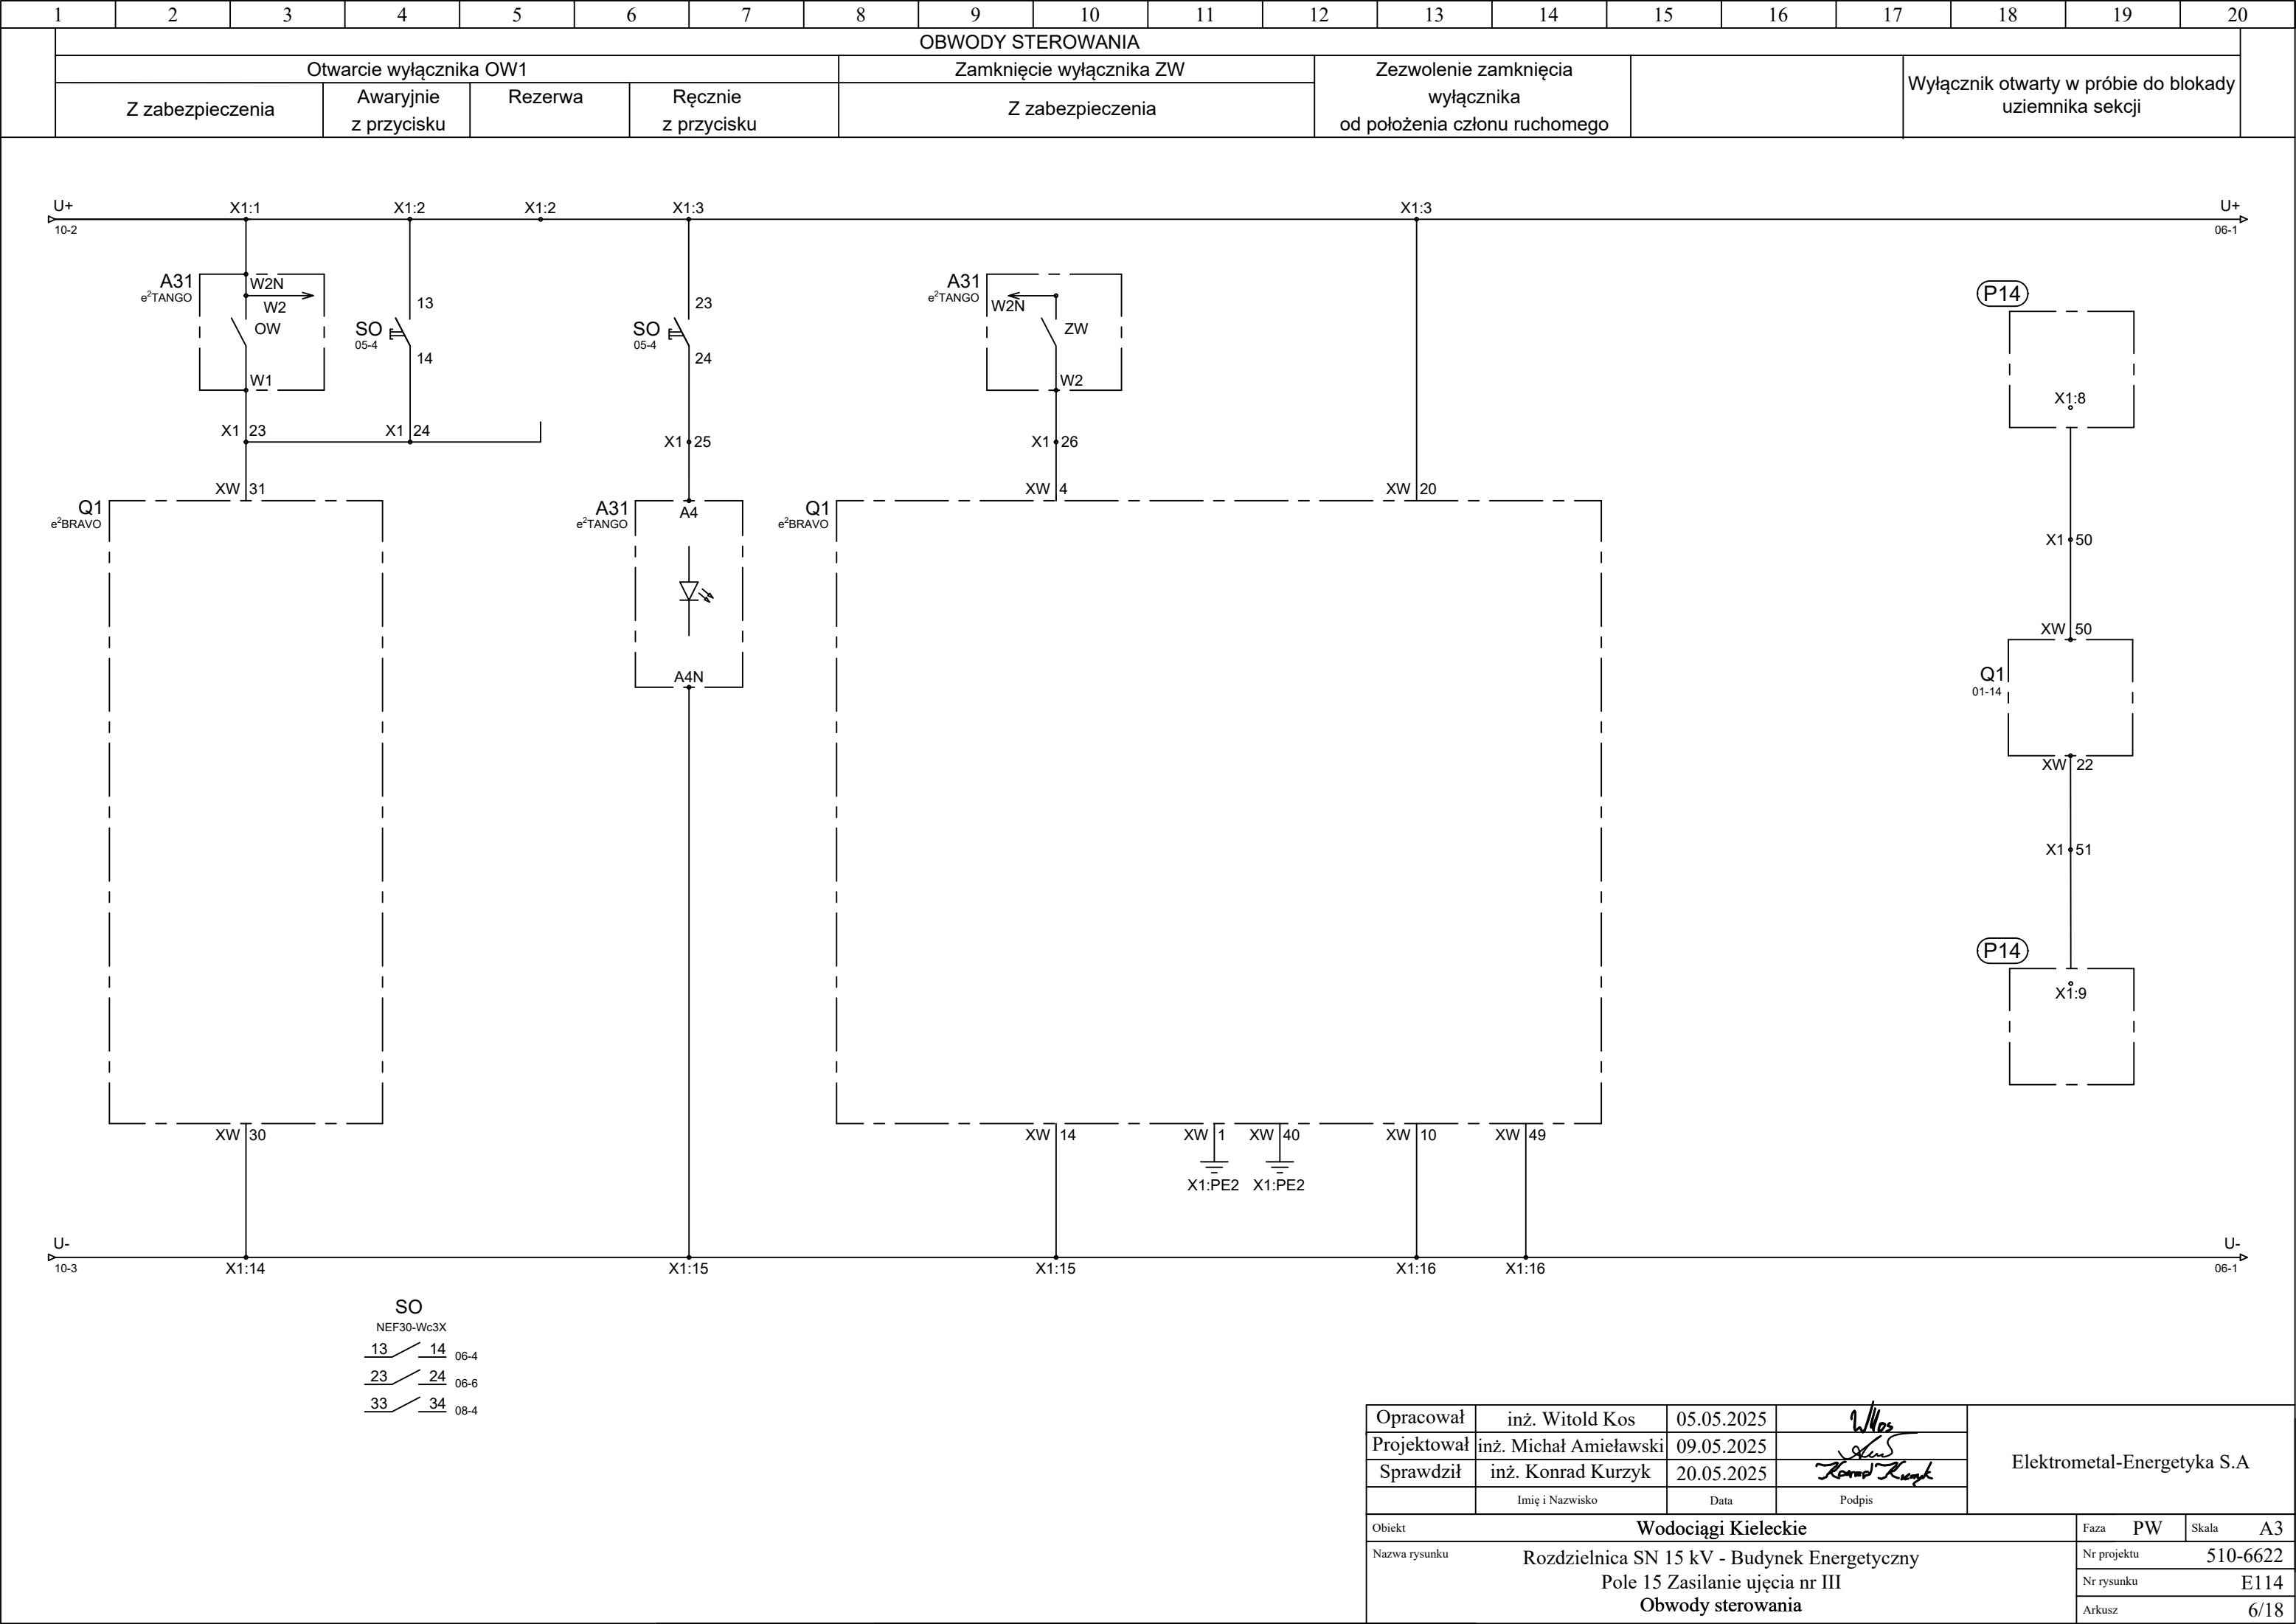 1 2 3 4 5 6 7 8 9 10 11 12 13 14 15 16 17 18 19 20
OBWODY STEROWANIA
Otwarcie wyłącznika OW1
Zamknięcie wyłącznika ZW
Z zabezpieczenia
Awaryjnie
z przycisku
Rezerwa
Ręcznie
z przycisku
Z zabezpieczenia
Zezwolenie zamknięcia
wyłącznika
od położenia członu ruchomego
Wyłącznik otwarty w próbie do blokady
uziemnika sekcji
U+
10-2
X1:1
X1:2
X1:2
X1:3
X1:3
U+
06-1
A31
e²TANGO
W2N
W2
OW
W1
SO
05-4
13
14
SO
05-4
23
24
A31
e²TANGO
W2N
ZW
W2
P14
X1:8
X1 23
X1 24
X1 25
X1 26
XW 31
XW 4
XW 20
Q1
e²BRAVO
A31
e²TANGO
A4
A4N
Q1
e²BRAVO
X1 50
XW 50
Q1
01-14
XW 22
X1 51
P14
X1:9
XW 30
XW 14
XW 1
XW 40
XW 10
XW 49
X1:PE2
X1:PE2
U-
10-3
X1:14
X1:15
X1:15
X1:16
X1:16
U-
06-1
SO
NEF30-Wc3X
13 14 06-4
23 24 06-6
33 34 08-4
Opracował inż. Witold Kos 05.05.2025 WKos
Projektował inż. Michał Amieławski 09.05.2025
Sprawdził inż. Konrad Kurzyk 20.05.2025 Konrad Kurzyk
Imię i Nazwisko Data Podpis
Elektrometal-Energetyka S.A
Obiekt Wodociągi Kieleckie
Faza PW Skala A3
Nazwa rysunku
Rozdzielnica SN 15 kV - Budynek Energetyczny
Pole 15 Zasilanie ujęcia nr III
Obwody sterowania
Nr projektu 510-6622
Nr rysunku E114
Arkusz 6/18